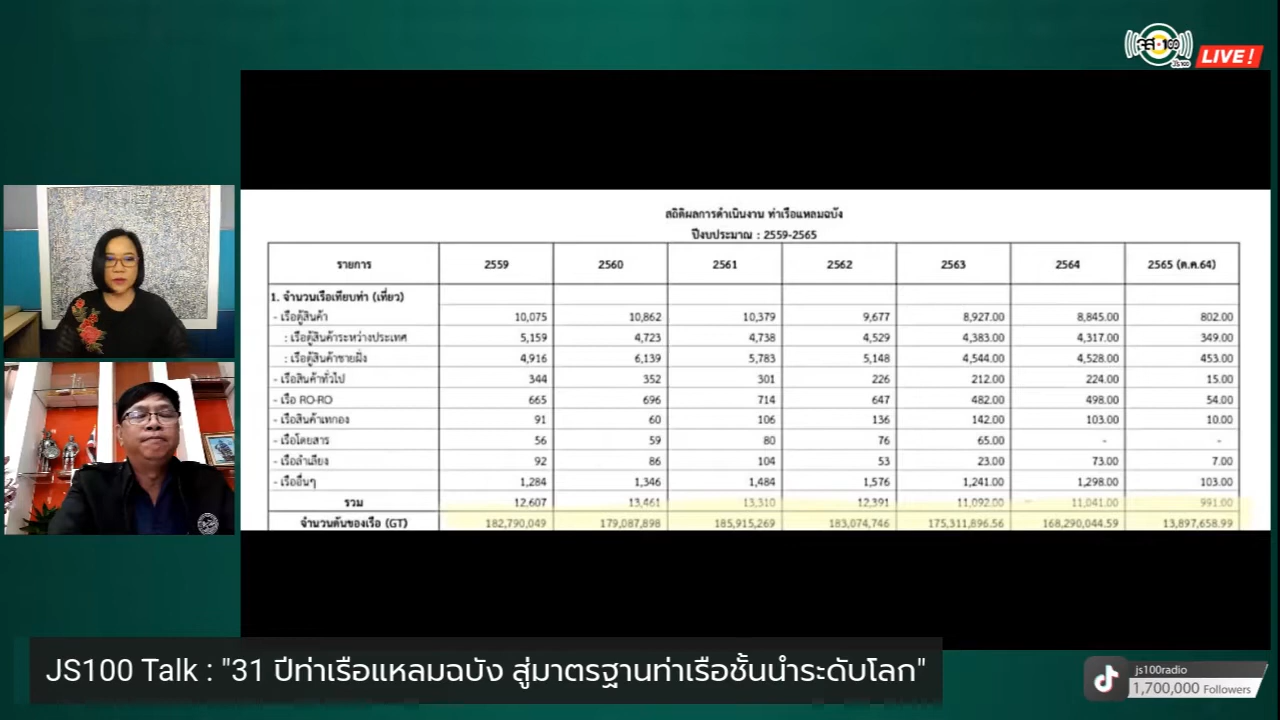 จส-100
JS100
LIVE!
สถิติผลการดำเนินงาน ท่าเรือแหลมฉบัง
ปีงบประมาณ : 2559-2565
รายการ 2559 2560 2561 2562 2563 2564 2565 (ต.ค.64)
1. จำนวนเรือเทียบท่า (เที่ยว)
- เรือตู้สินค้า 10,075 10,862 10,379 9,677 8,927.00 8,845.00 802.00
: เรือตู้สินค้าระหว่างประเทศ 5,159 4,723 4,738 4,529 4,383.00 4,317.00 349.00
: เรือตู้สินค้าชายฝั่ง 4,916 6,139 5,783 5,148 4,544.00 4,528.00 453.00
- เรือสินค้าทั่วไป 344 352 301 226 212.00 224.00 15.00
- เรือ RO-RO 665 696 714 647 482.00 498.00 54.00
- เรือสินค้าเทกอง 91 60 106 136 142.00 103.00 10.00
- เรือโดยสาร 56 59 80 76 65.00 - -
- เรือลำเลียง 92 86 104 53 23.00 73.00 7.00
- เรืออื่นๆ 1,284 1,346 1,484 1,576 1,241.00 1,298.00 103.00
รวม 12,607 13,461 13,310 12,391 11,092.00 11,041.00 991.00
จำนวนตันของเรือ (GT) 182,790,049 179,087,898 185,915,269 183,074,746 175,311,896.56 168,290,044.59 13,897,658.99
JS100 Talk : "31 ปีท่าเรือแหลมฉบัง สู่มาตรฐานท่าเรือชั้นนำระดับโลก"
js100radio
1,700,000 Followers